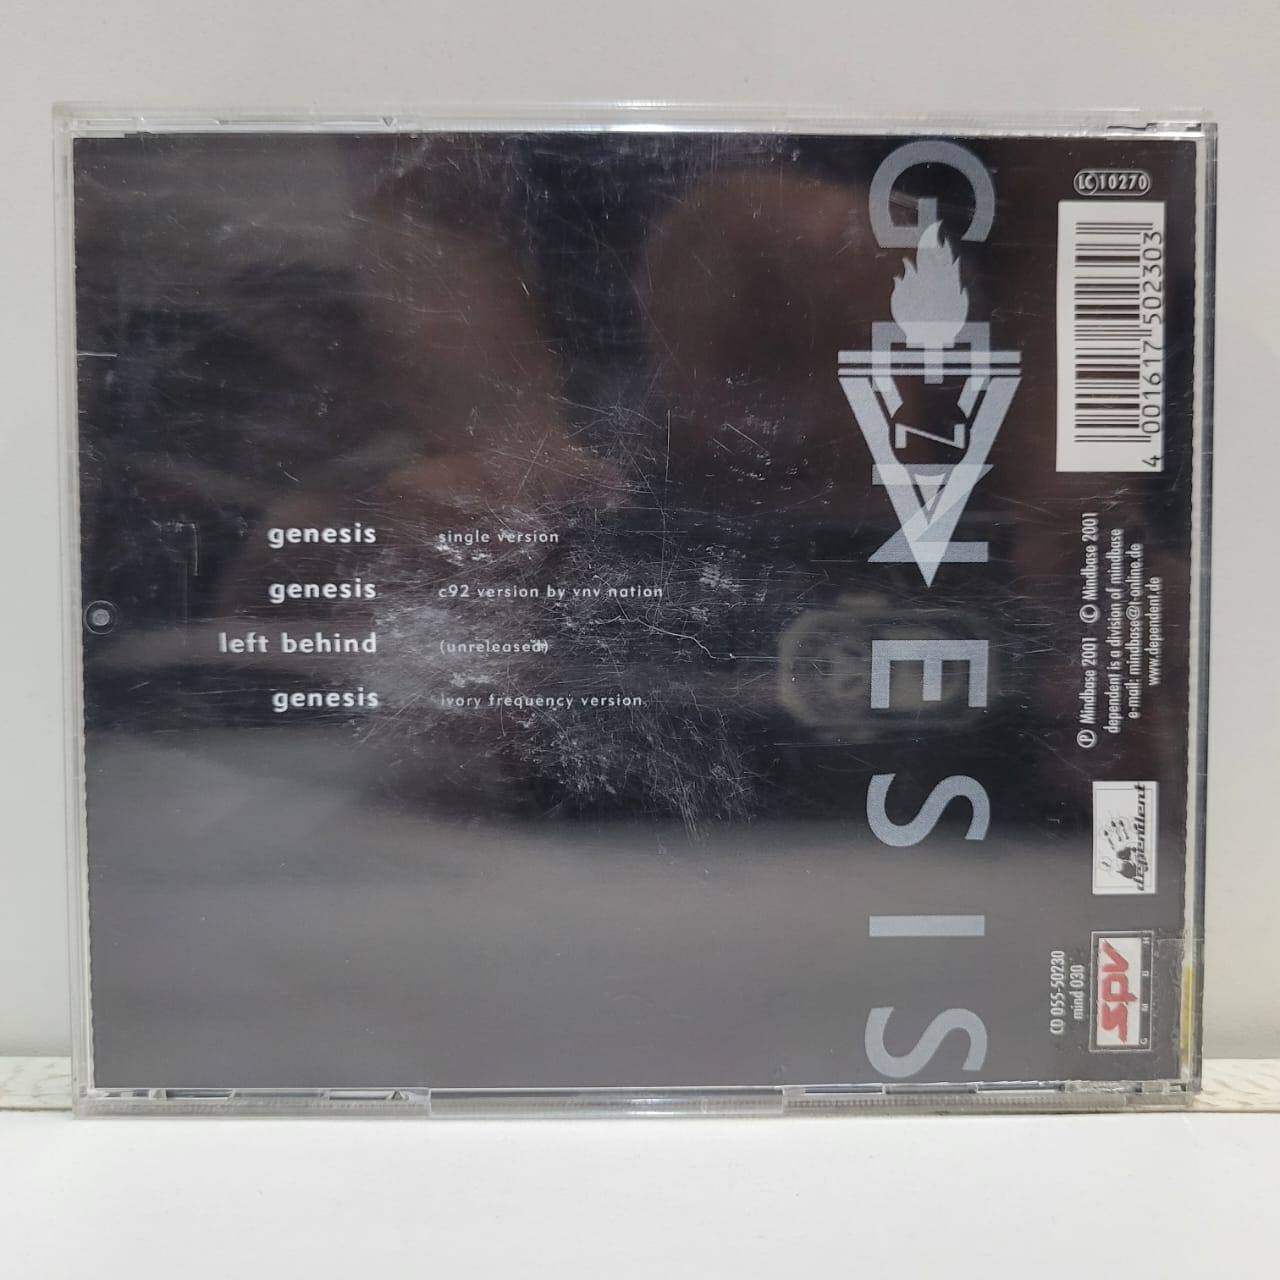 genesis single version
genesis c92 version by vnv nation
left behind (unreleased)
genesis ivory frequency version
GENESIS
VNV
LC 10270
4 001617 502303
Ⓟ Mindbase 2001 © Mindbase 2001
dependent is a division of mindbase
e-mail: mindbase@t-online.de
www.dependent.de
dependent
CD 055-50230
mind 030
spv
GMBH